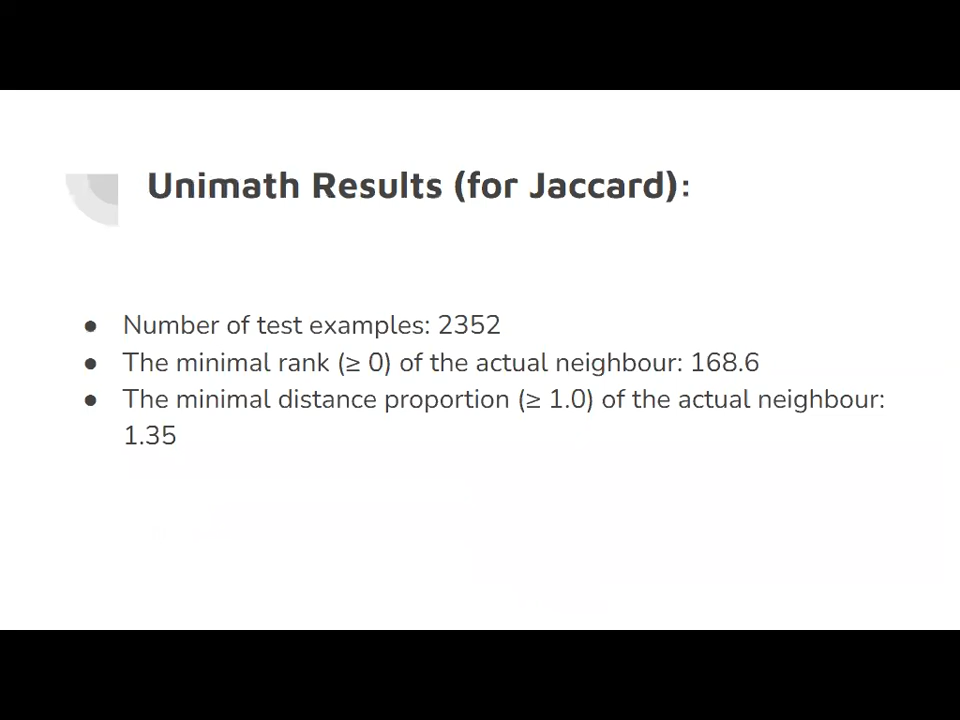 Unimath Results (for Jaccard):
● Number of test examples: 2352
● The minimal rank (≥ 0) of the actual neighbour: 168.6
● The minimal distance proportion (≥ 1.0) of the actual neighbour:
1.35